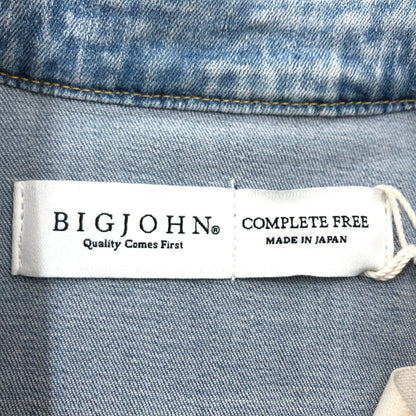 BIGJOHN®
Quality Comes First
COMPLETE FREE
MADE IN JAPAN